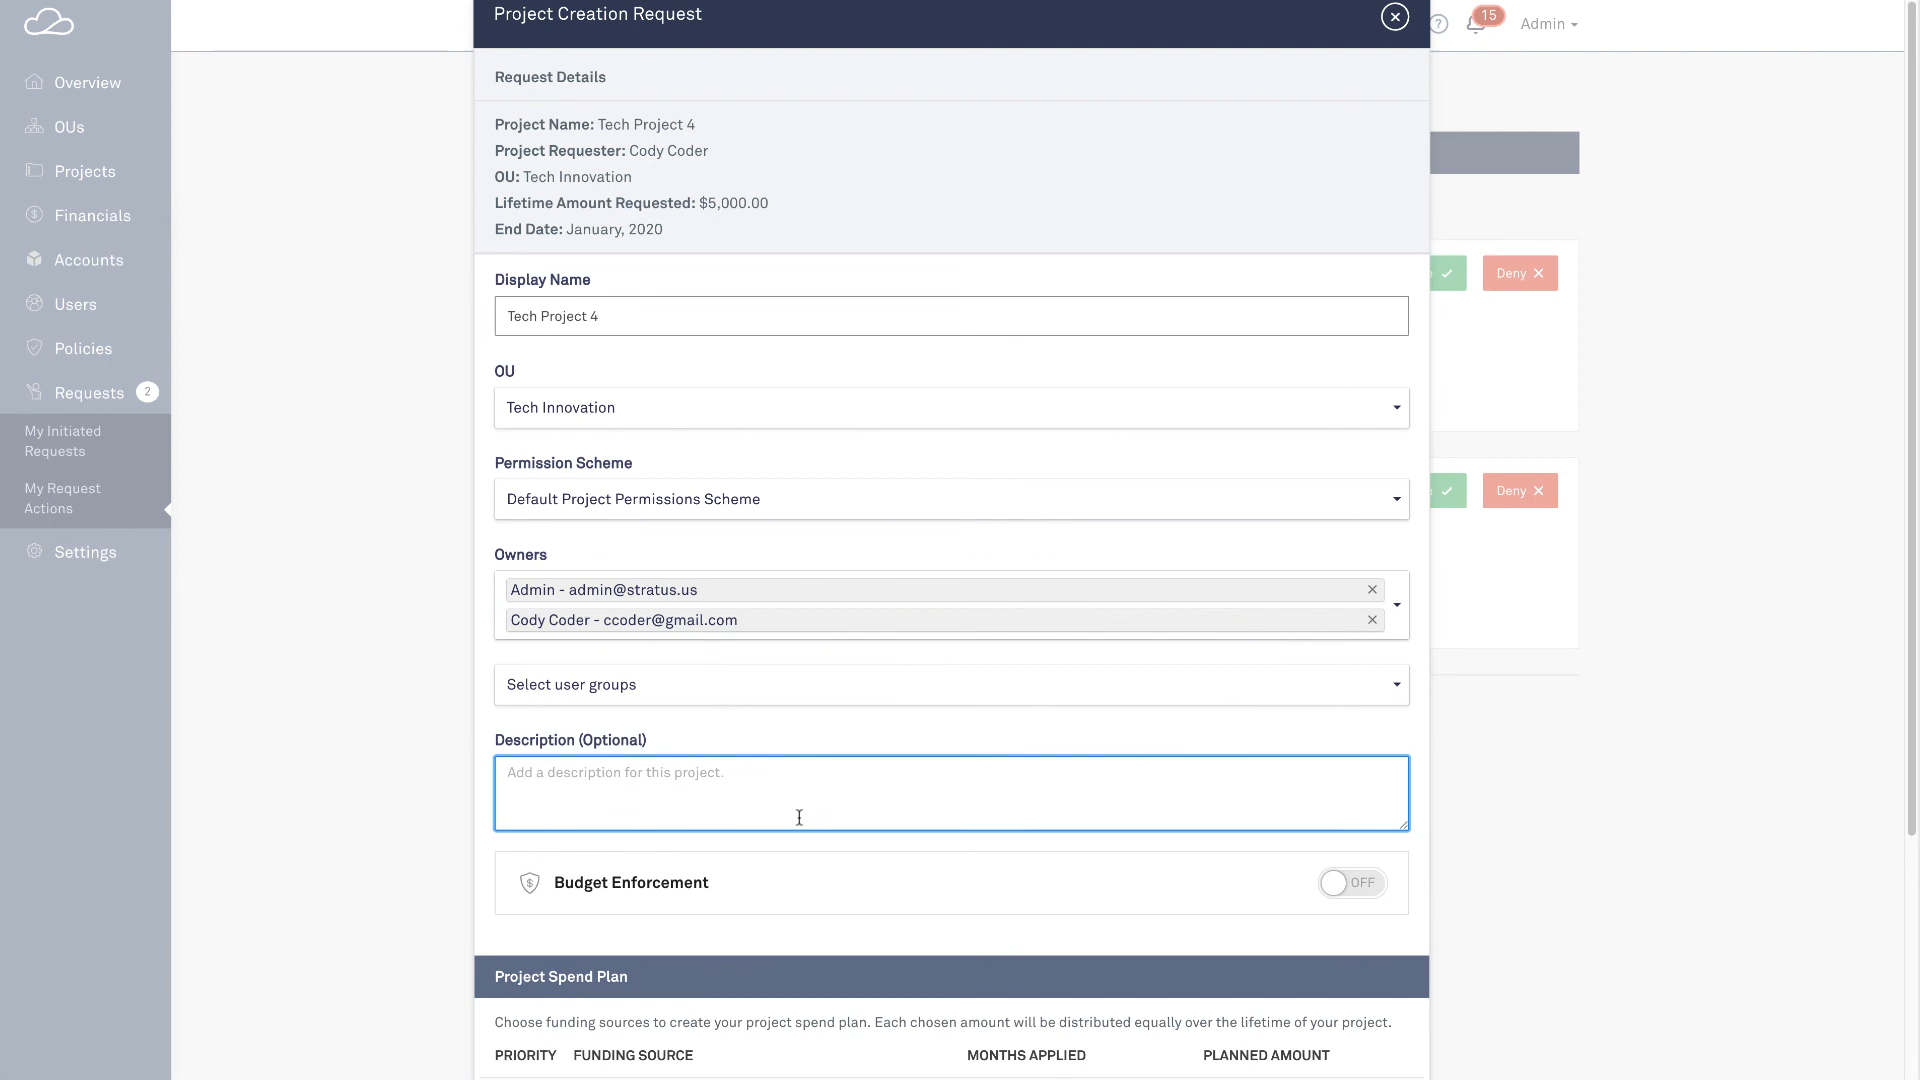 Project Creation Request
15
Admin
Overview
OUs
Projects
Financials
Accounts
Users
Policies
Requests 2
My Initiated
Requests
My Request
Actions
Settings
Request Details
Project Name: Tech Project 4
Project Requester: Cody Coder
OU: Tech Innovation
Lifetime Amount Requested: $5,000.00
End Date: January, 2020
Display Name
Tech Project 4
OU
Tech Innovation
Permission Scheme
Default Project Permissions Scheme
Owners
Admin - admin@stratus.us
Cody Coder - ccoder@gmail.com
Select user groups
Description (Optional)
Add a description for this project.
Budget Enforcement
OFF
Project Spend Plan
Choose funding sources to create your project spend plan. Each chosen amount will be distributed equally over the lifetime of your project.
PRIORITY FUNDING SOURCE MONTHS APPLIED PLANNED AMOUNT
Deny
Deny